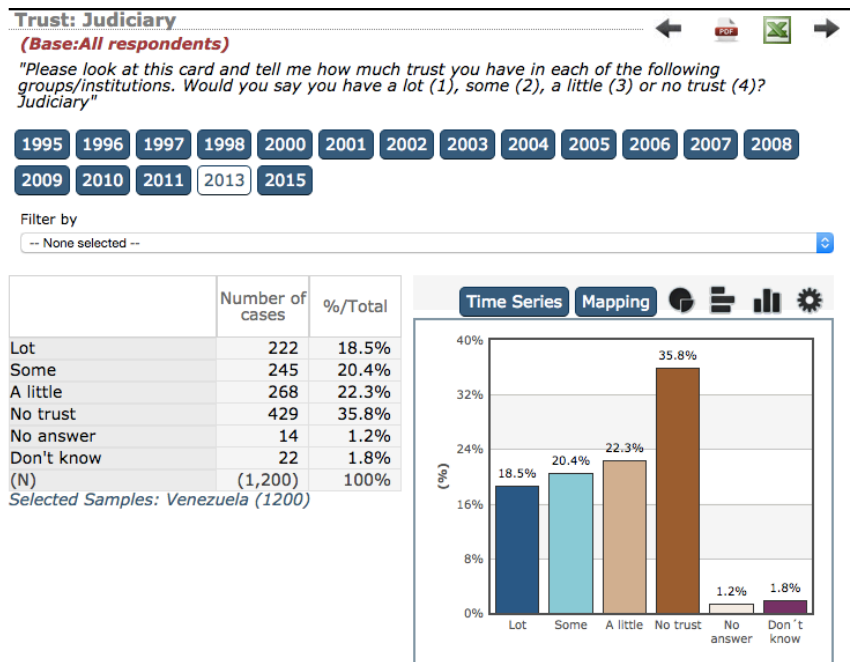 Trust: Judiciary
(Base:All respondents)
PDF
"Please look at this card and tell me how much trust you have in each of the following
groups/institutions. Would you say you have a lot (1), some (2), a little (3) or no trust (4)?
Judiciary"
1995 1996 1997 1998 2000 2001 2002 2003 2004 2005 2006 2007 2008
2009 2010 2011 2013 2015
Filter by
-- None selected --
Number of
cases %/Total
Lot 222 18.5%
Some 245 20.4%
A little 268 22.3%
No trust 429 35.8%
No answer 14 1.2%
Don't know 22 1.8%
(N) (1,200) 100%
Selected Samples: Venezuela (1200)
Time Series Mapping
40%
32%
24%
16%
8%
0%
(%)
18.5% 20.4% 22.3% 35.8% 1.2% 1.8%
Lot Some A little No trust No Don´t
answer know